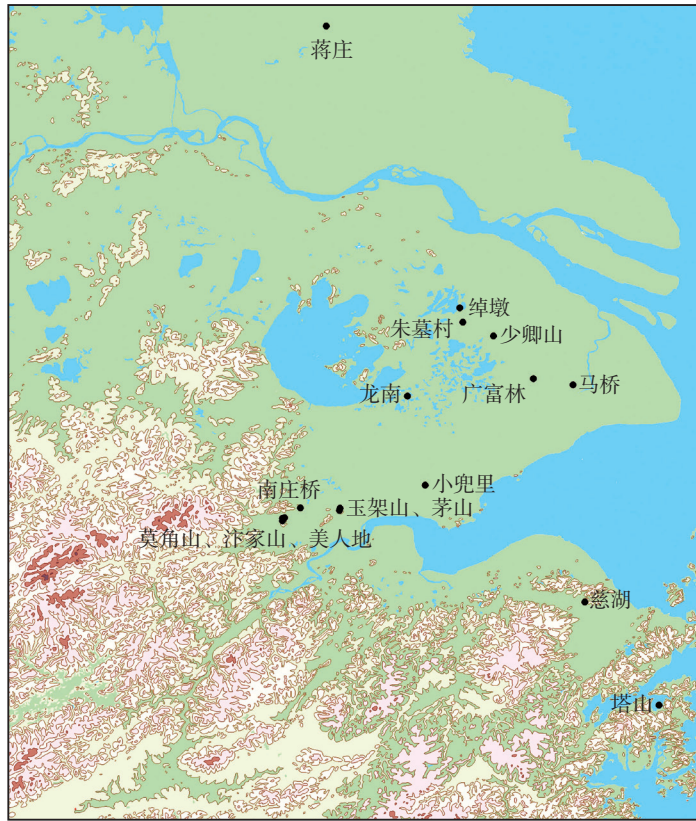 蒋庄
绰墩
朱墓村
少卿山
龙南
广富林
马桥
小兜里
南庄桥
玉架山、茅山
莫角山、汴家山、美人地
慈湖
塔山